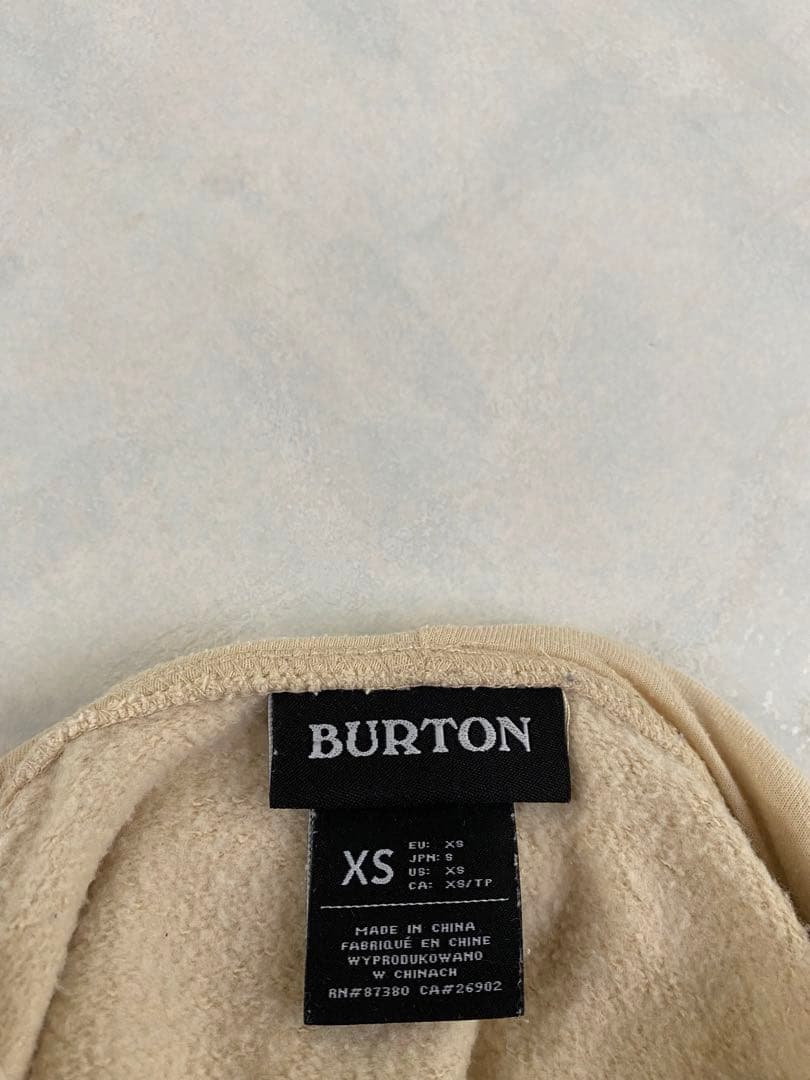 BURTON
XS
EU: XS
JPN: S
US: XS
CA: XS/TP
MADE IN CHINA
FABRIQUÉ EN CHINE
WYPRODUKOWANO
W CHINACH
RN#87380 CA#26902